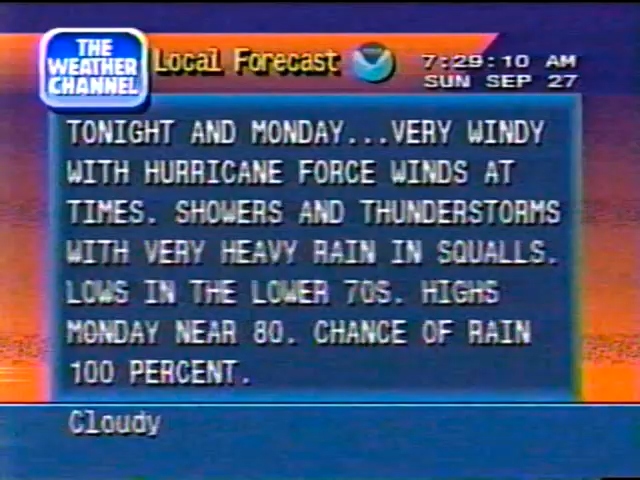 THE
WEATHER
CHANNEL
Local Forecast
7:29:10 AM
SUN SEP 27
TONIGHT AND MONDAY...VERY WINDY
WITH HURRICANE FORCE WINDS AT
TIMES. SHOWERS AND THUNDERSTORMS
WITH VERY HEAVY RAIN IN SQUALLS.
LOWS IN THE LOWER 70S. HIGHS
MONDAY NEAR 80. CHANCE OF RAIN
100 PERCENT.
Cloudy